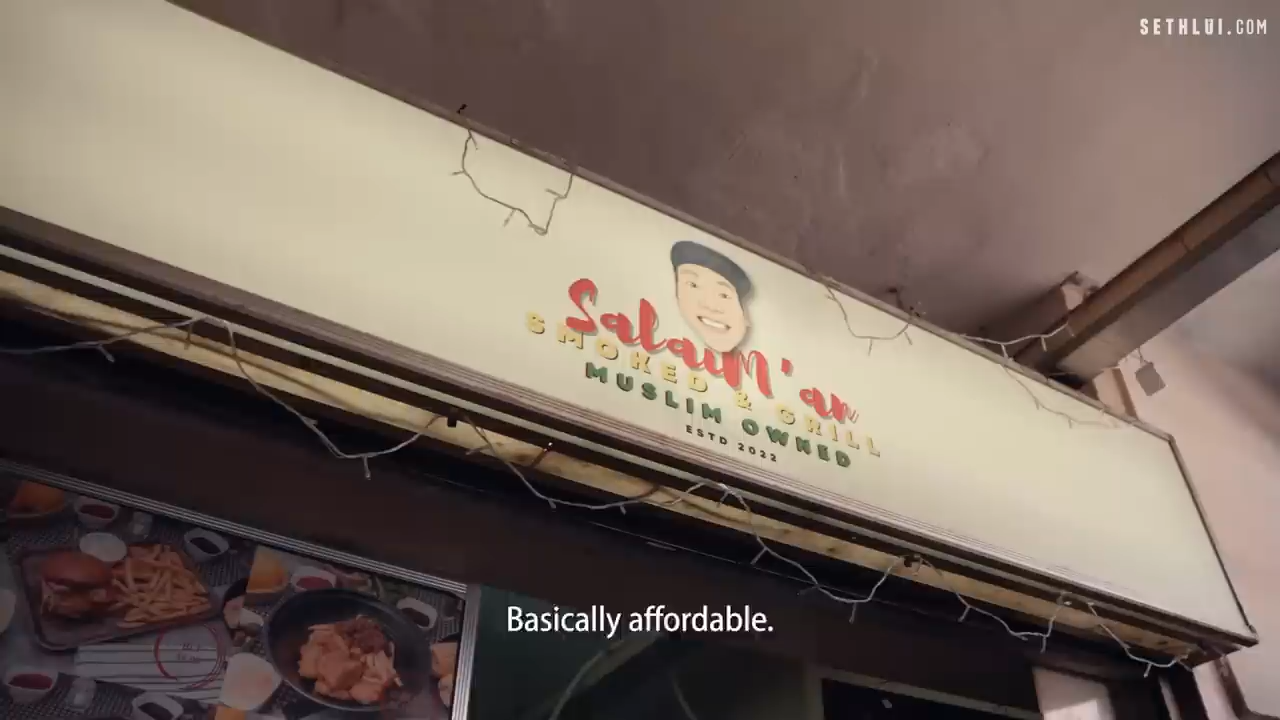 SETHLUI.COM
SalauM'an
SMOKED & GRILL
MUSLIM OWNED
ESTD 2022
Basically affordable.